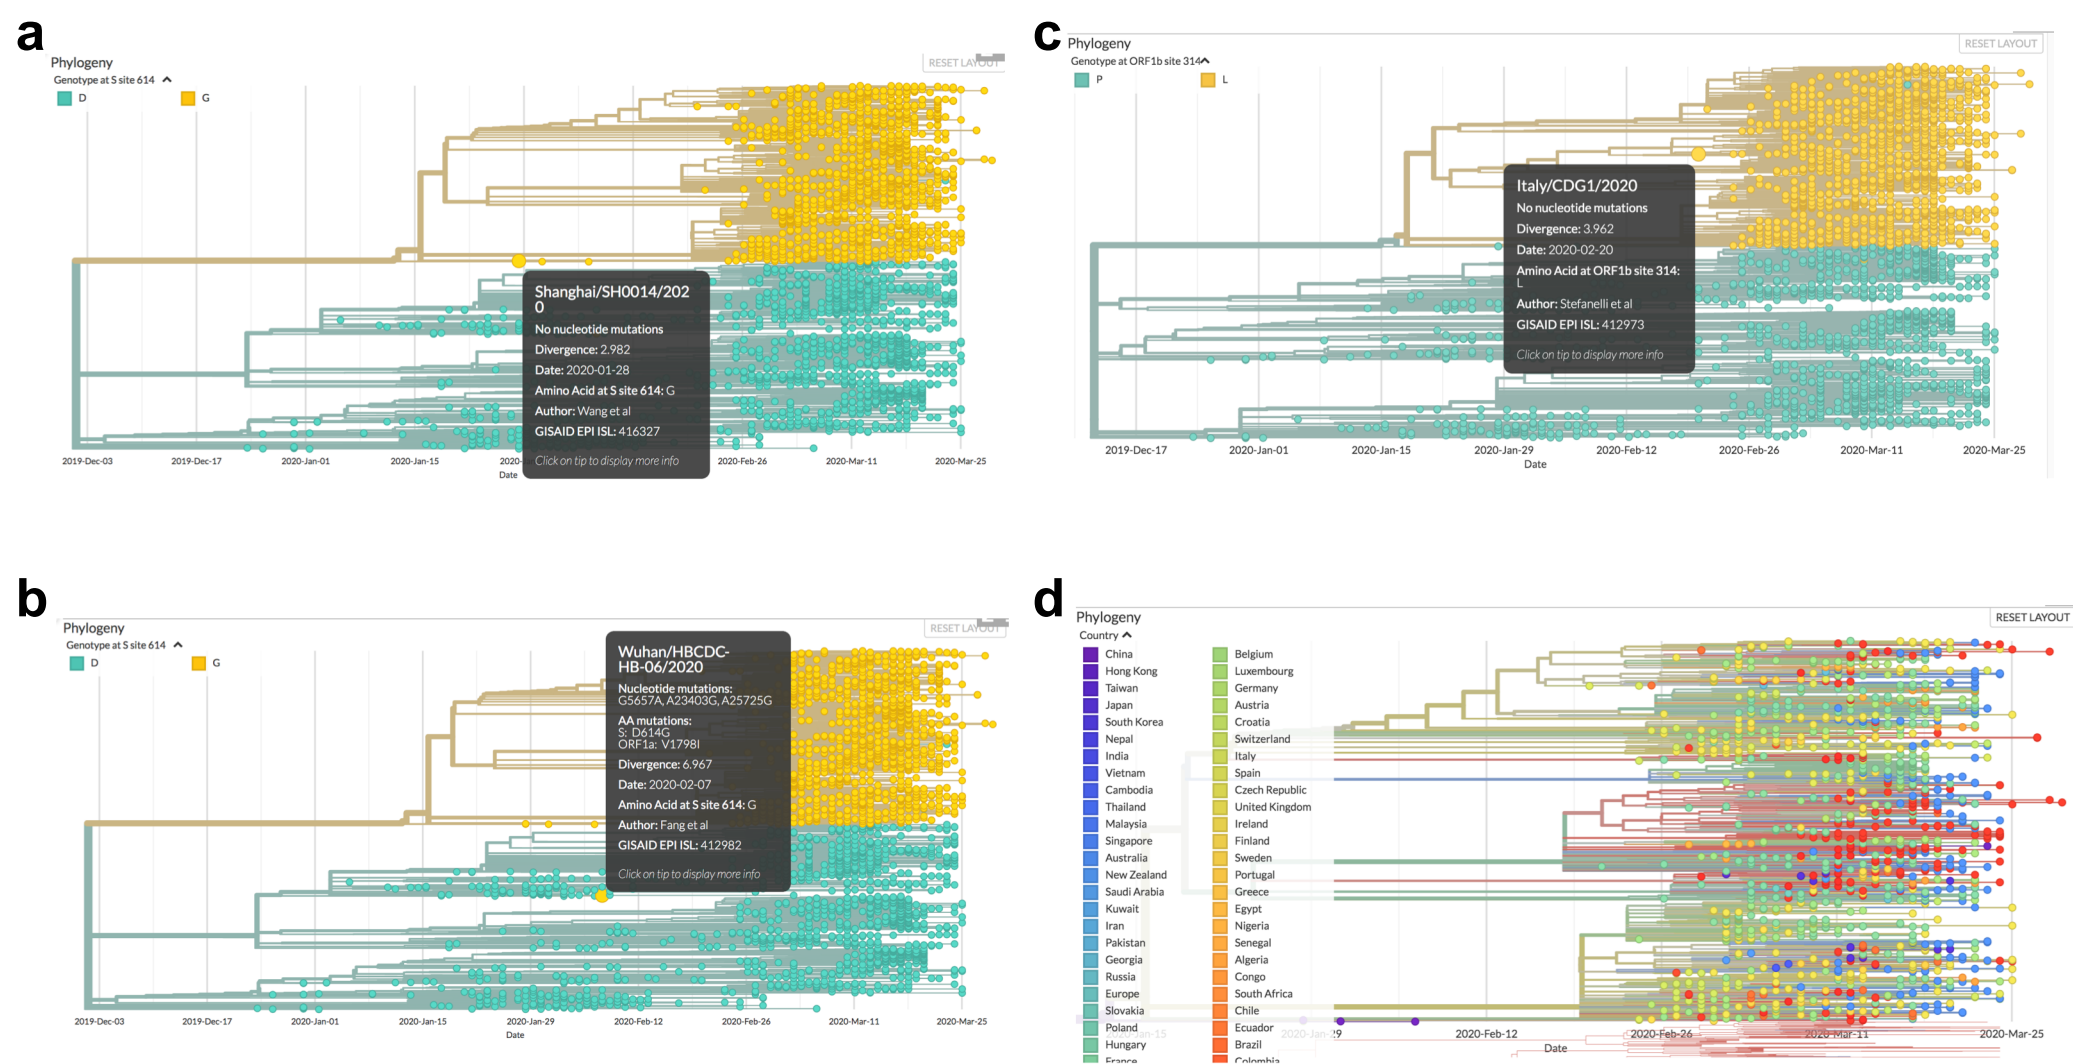 a
Phylogeny
RESET LAYOUT
Genotype at S site 614
D G
Shanghai/SH0014/202
0
No nucleotide mutations
Divergence: 2.982
Date: 2020-01-28
Amino Acid at S site 614: G
Author: Wang et al
GISAID EPI ISL: 416327
Click on tip to display more info
2019-Dec-03 2019-Dec-17 2020-Jan-01 2020-Jan-15 2020- 2020-Feb-26 2020-Mar-11 2020-Mar-25
Date
c
Phylogeny
RESET LAYOUT
Genotype at ORF1b site 314
P L
Italy/CDG1/2020
No nucleotide mutations
Divergence: 3.962
Date: 2020-02-20
Amino Acid at ORF1b site 314:
L
Author: Stefanelli et al
GISAID EPI ISL: 412973
Click on tip to display more info
2019-Dec-17 2020-Jan-01 2020-Jan-15 2020-Jan-29 2020-Feb-12 2020-Feb-26 2020-Mar-11 2020-Mar-25
Date
b
Phylogeny
RESET LAYOUT
Genotype at S site 614
D G
Wuhan/HBCDC-
HB-06/2020
Nucleotide mutations:
G5657A, A23403G, A25725G
AA mutations:
S: D614G
ORF1a: V1798I
Divergence: 6.967
Date: 2020-02-07
Amino Acid at S site 614: G
Author: Fang et al
GISAID EPI ISL: 412982
Click on tip to display more info
2019-Dec-03 2019-Dec-17 2020-Jan-01 2020-Jan-15 2020-Jan-29 2020-Feb-12 2020-Feb-26 2020-Mar-11 2020-Mar-25
Date
d
Phylogeny
RESET LAYOUT
Country
China
Hong Kong
Taiwan
Japan
South Korea
Nepal
India
Vietnam
Cambodia
Thailand
Malaysia
Singapore
Australia
New Zealand
Saudi Arabia
Kuwait
Iran
Pakistan
Georgia
Russia
Europe
Slovakia
Poland
Hungary
France
Belgium
Luxembourg
Germany
Austria
Croatia
Switzerland
Italy
Spain
Czech Republic
United Kingdom
Ireland
Finland
Sweden
Portugal
Greece
Egypt
Nigeria
Senegal
Algeria
Congo
South Africa
Chile
Ecuador
Brazil
Colombia
2020-Jan-15 2020-Jan-29 2020-Feb-12 2020-Feb-26 2020-Mar-11 2020-Mar-25
Date